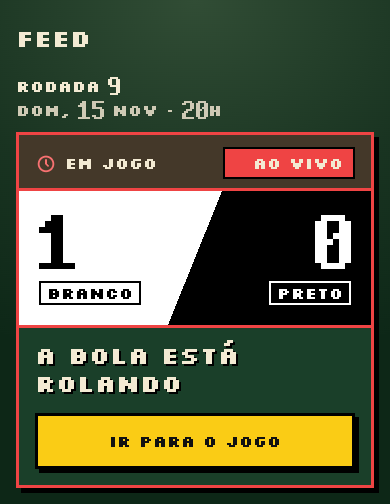 FEED
RODADA 9
DOM, 15 NOV · 20H
EM JOGO
AO VIVO
1
0
BRANCO
PRETO
A BOLA ESTÁ
ROLANDO
IR PARA O JOGO